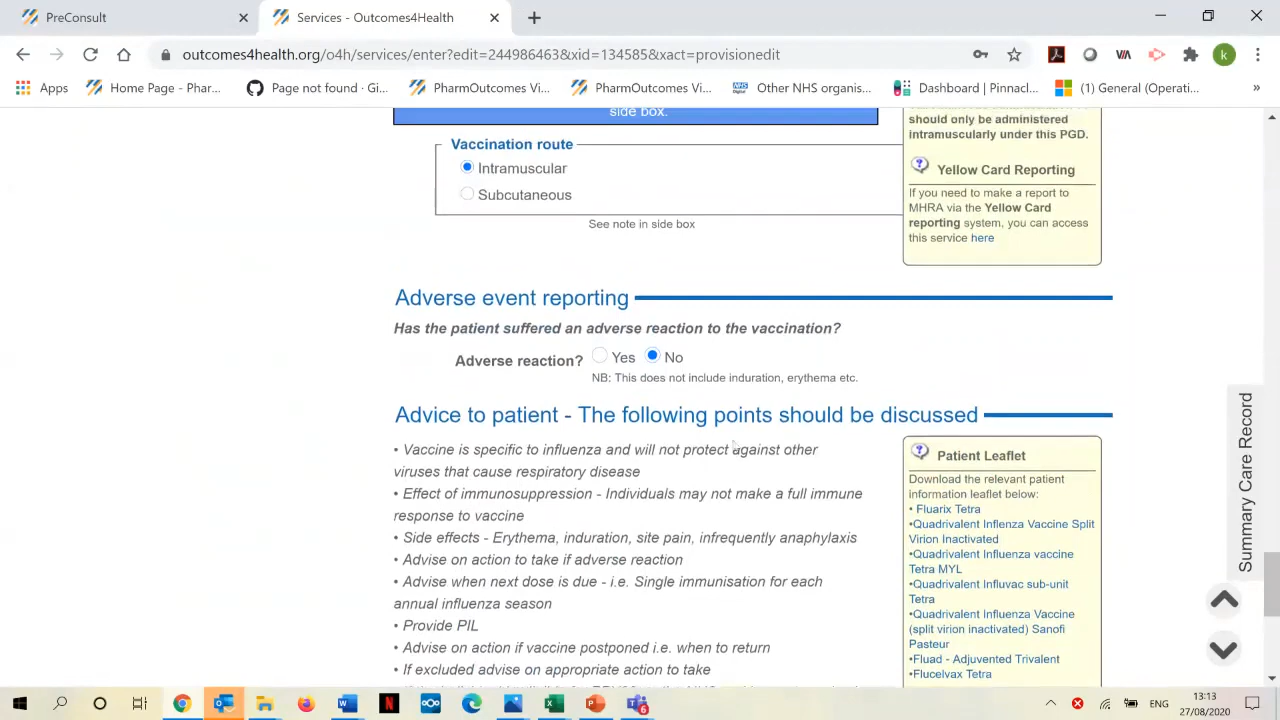 PreConsult
Services - Outcomes4Health
outcomes4health.org/o4h/services/enter?edit=244986463&xid=134585&xact=provisionedit
VVA
k
Apps
Home Page - Phar...
Page not found · Gi...
PharmOutcomes Vi...
PharmOutcomes Vi...
Other NHS organis...
Dashboard | Pinnacl...
(1) General (Operati...
»
side box.
should only be administered
intramuscularly under this PGD.
Vaccination route
Intramuscular
Subcutaneous
See note in side box
Yellow Card Reporting
If you need to make a report to
MHRA via the Yellow Card
reporting system, you can access
this service here
Adverse event reporting
Has the patient suffered an adverse reaction to the vaccination?
Adverse reaction? Yes No
NB: This does not include induration, erythema etc.
Advice to patient - The following points should be discussed
• Vaccine is specific to influenza and will not protect against other
viruses that cause respiratory disease
• Effect of immunosuppression - Individuals may not make a full immune
response to vaccine
• Side effects - Erythema, induration, site pain, infrequently anaphylaxis
• Advise on action to take if adverse reaction
• Advise when next dose is due - i.e. Single immunisation for each
annual influenza season
• Provide PIL
• Advise on action if vaccine postponed i.e. when to return
• If excluded advise on appropriate action to take
Patient Leaflet
Download the relevant patient
information leaflet below:
• Fluarix Tetra
•Quadrivalent Inflenza Vaccine Split
Virion Inactivated
•Quadrivalent Influenza vaccine
Tetra MYL
•Quadrivalent Influvac sub-unit
Tetra
•Quadrivalent Influenza Vaccine
(split virion inactivated) Sanofi
Pasteur
•Fluad - Adjuvented Trivalent
•Flucelvax Tetra
Summary Care Record
ENG
13:13
27/08/2020